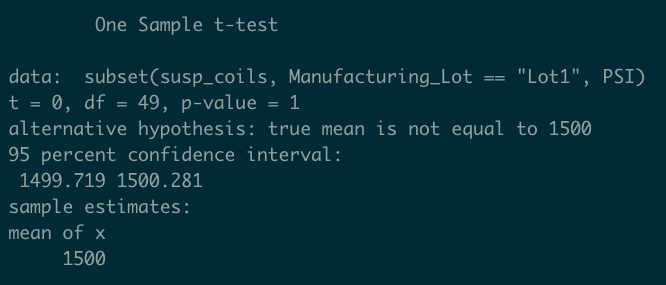 One Sample t-test
data:  subset(susp_coils, Manufacturing_Lot == "Lot1", PSI)
t = 0, df = 49, p-value = 1
alternative hypothesis: true mean is not equal to 1500
95 percent confidence interval:
1499.719 1500.281
sample estimates:
mean of x
1500